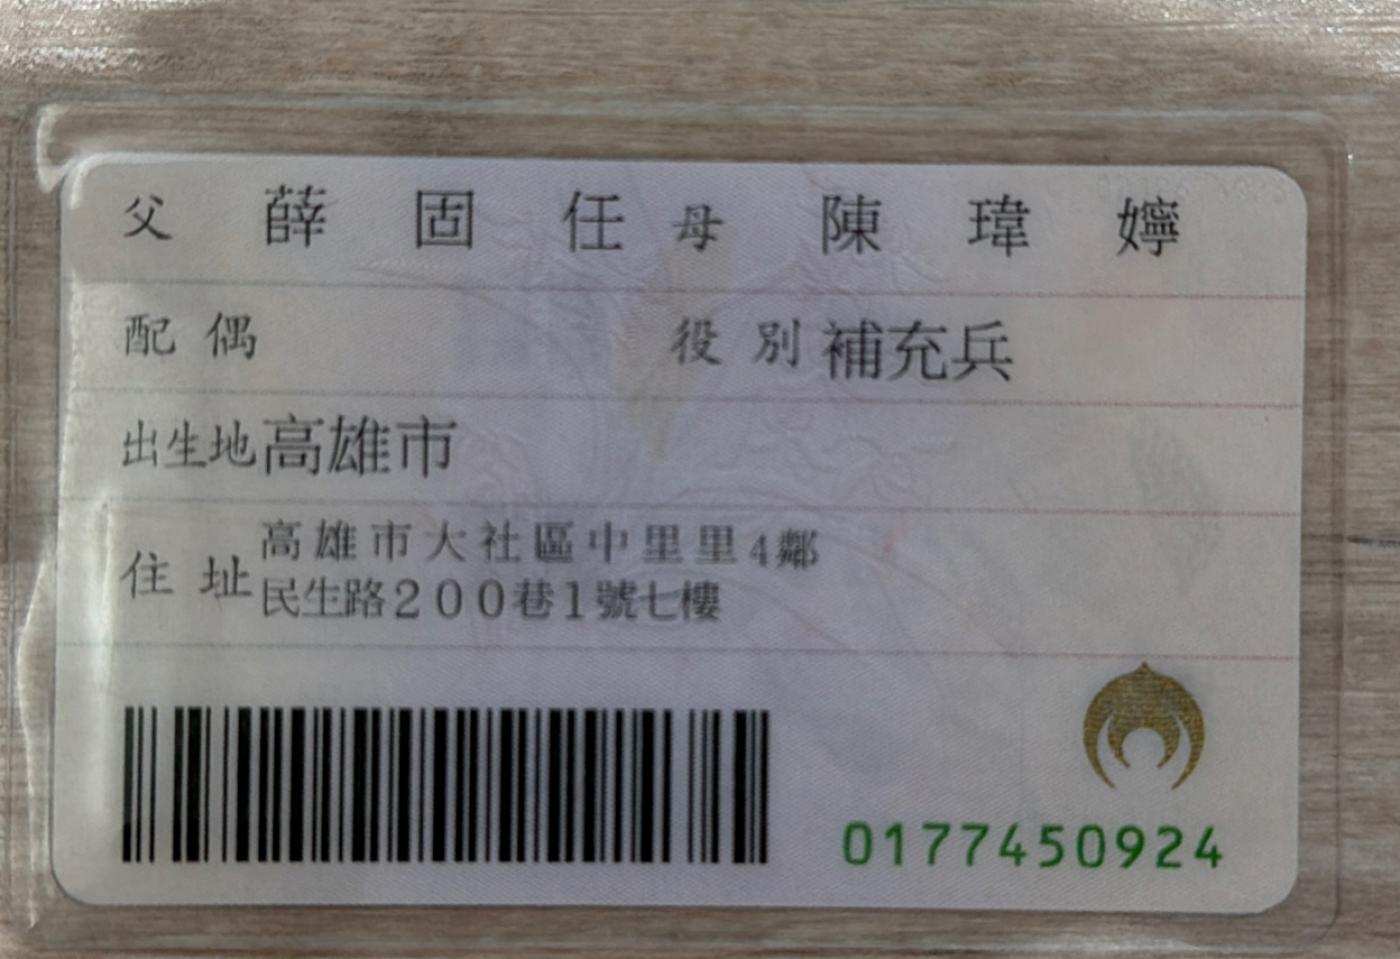 父 薛固任 母 陳瑋嬣
配偶 役別 補充兵
出生地 高雄市
住址 高雄市大社區中里里4鄰
民生路200巷1號七樓
0177450924